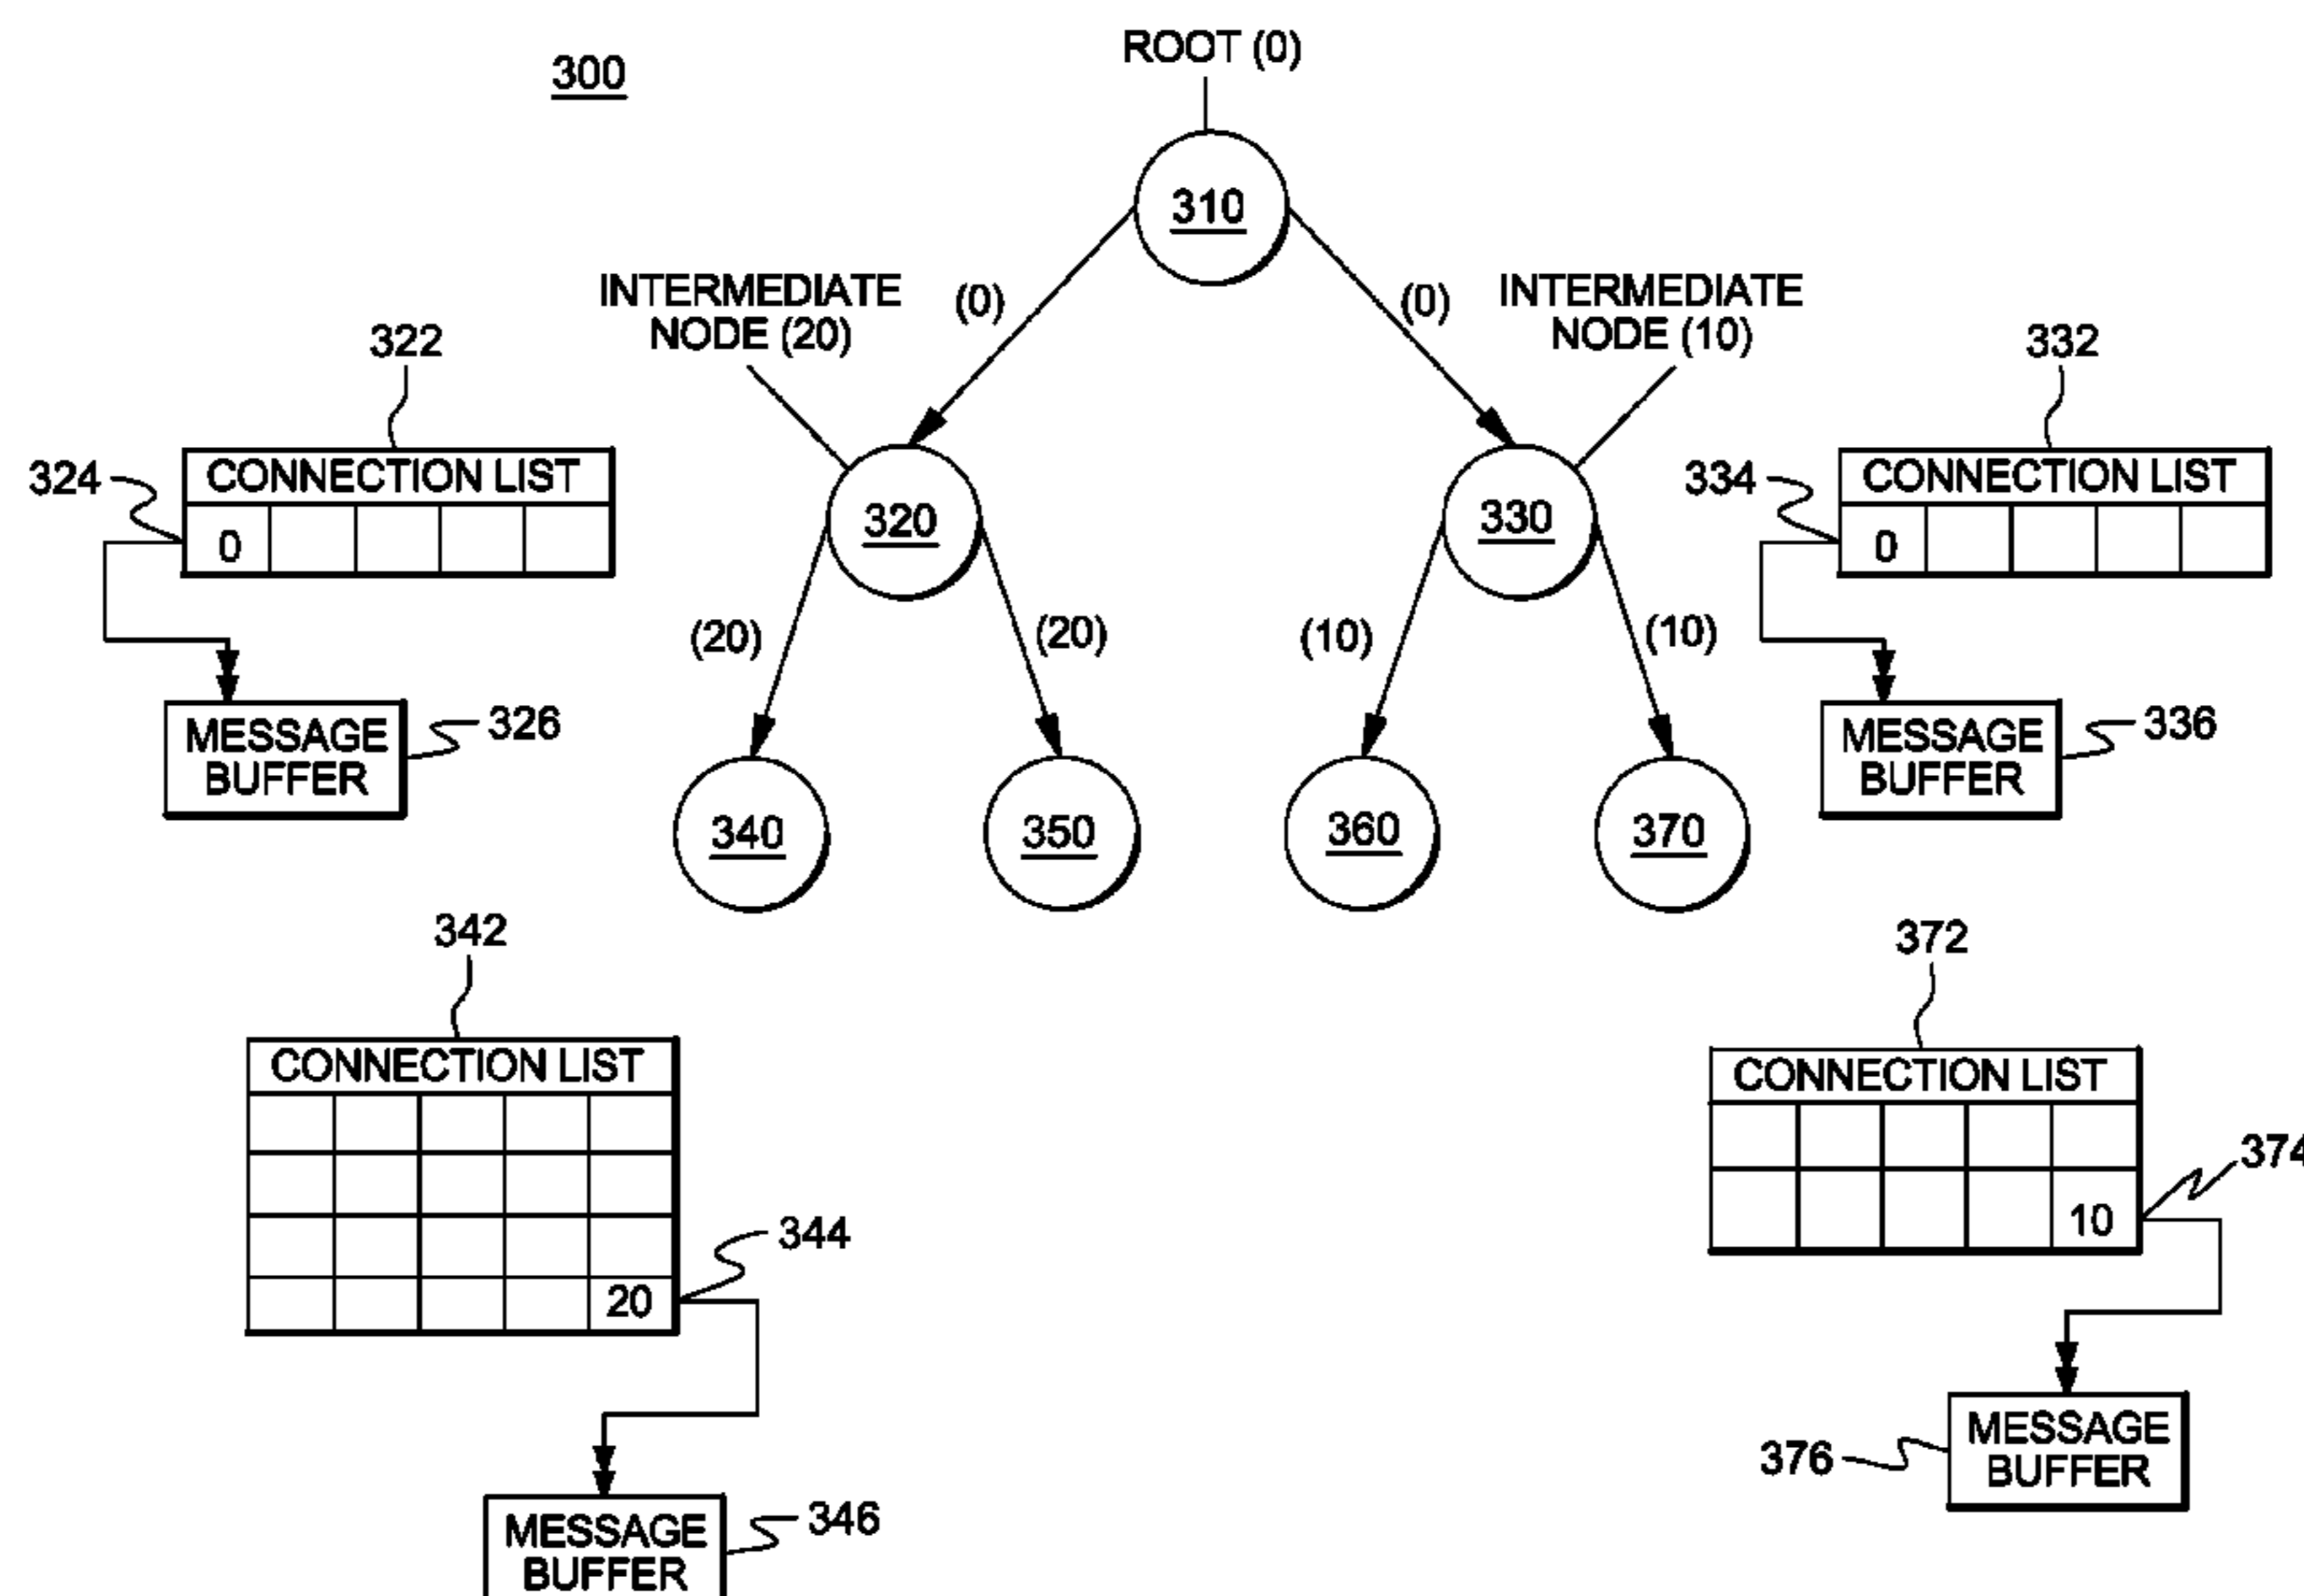 ROOT (0)
300
310
INTERMEDIATE
NODE (20)
(0)
(0)
INTERMEDIATE
NODE (10)
322
332
324
CONNECTION LIST
0
320
330
334
CONNECTION LIST
0
(20)
(20)
(10)
(10)
MESSAGE
BUFFER
326
MESSAGE
BUFFER
336
340
350
360
370
342
372
CONNECTION LIST
20
344
CONNECTION LIST
10
374
MESSAGE
BUFFER
346
376
MESSAGE
BUFFER